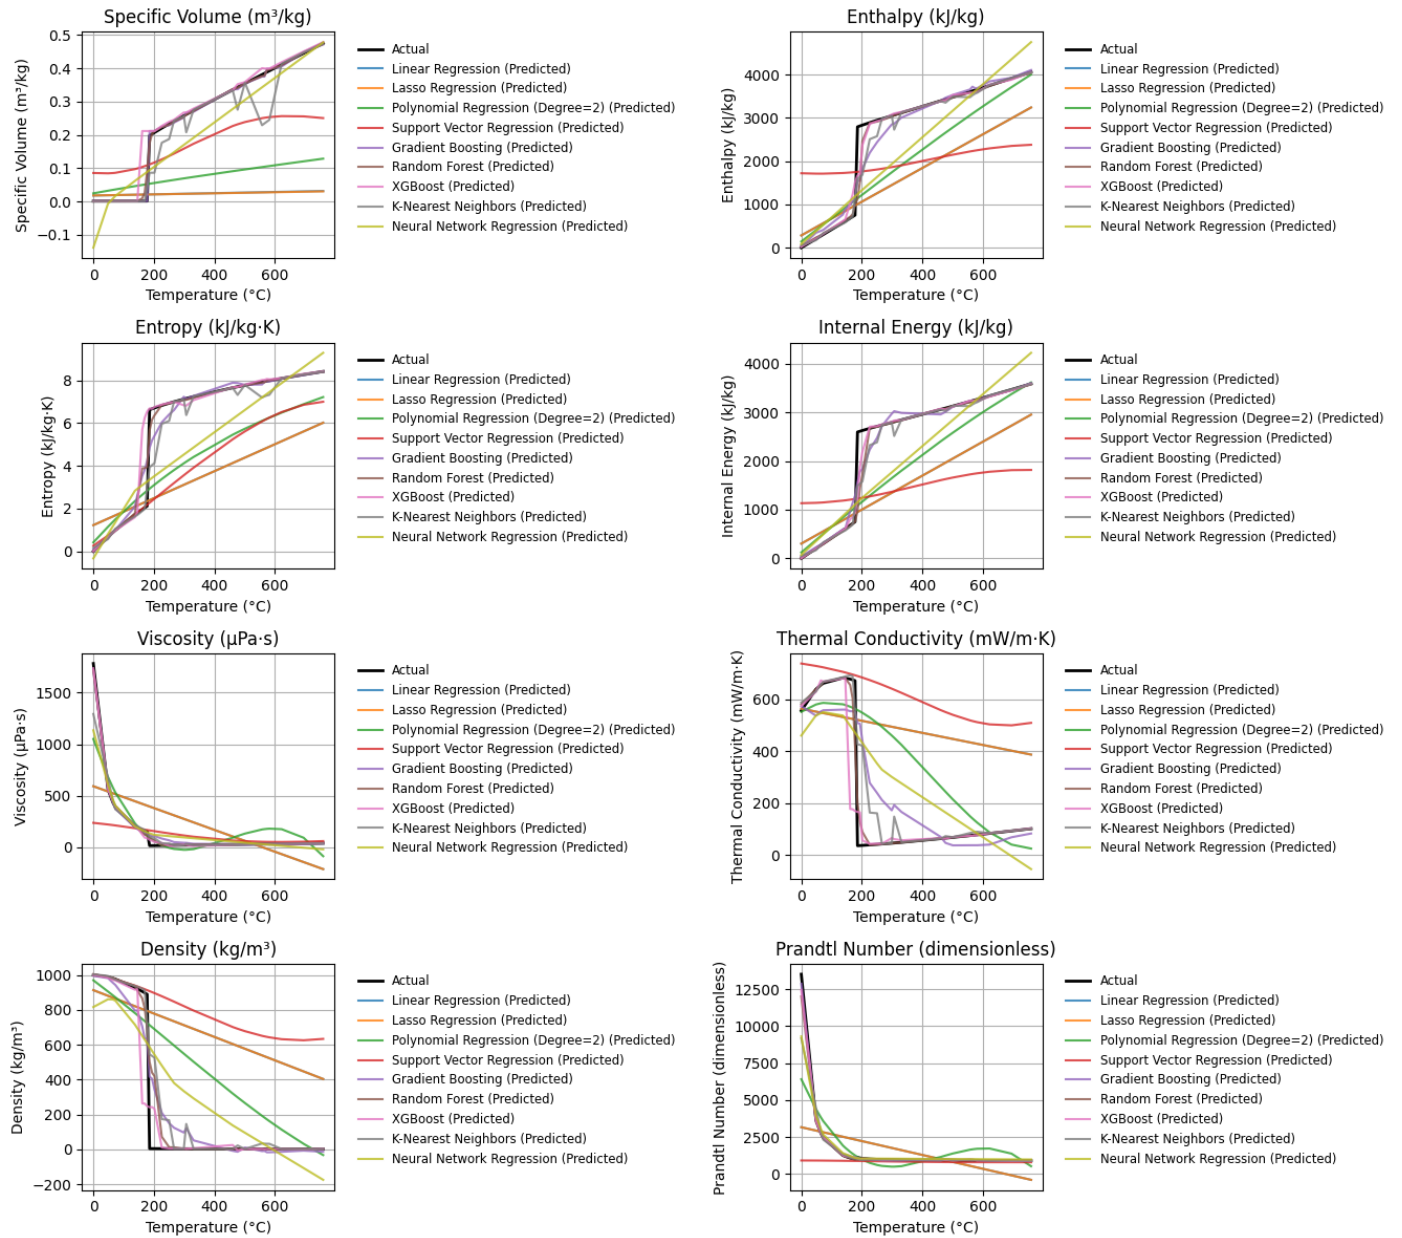 Specific Volume (m³/kg)
Specific Volume (m³/kg)
0.5
0.4
0.3
0.2
0.1
0.0
−0.1
0
200
400
600
Temperature (°C)
Actual
Linear Regression (Predicted)
Lasso Regression (Predicted)
Polynomial Regression (Degree=2) (Predicted)
Support Vector Regression (Predicted)
Gradient Boosting (Predicted)
Random Forest (Predicted)
XGBoost (Predicted)
K-Nearest Neighbors (Predicted)
Neural Network Regression (Predicted)
Enthalpy (kJ/kg)
Enthalpy (kJ/kg)
4000
3000
2000
1000
0
0
200
400
600
Temperature (°C)
Actual
Linear Regression (Predicted)
Lasso Regression (Predicted)
Polynomial Regression (Degree=2) (Predicted)
Support Vector Regression (Predicted)
Gradient Boosting (Predicted)
Random Forest (Predicted)
XGBoost (Predicted)
K-Nearest Neighbors (Predicted)
Neural Network Regression (Predicted)
Entropy (kJ/kg·K)
Entropy (kJ/kg·K)
8
6
4
2
0
0
200
400
600
Temperature (°C)
Actual
Linear Regression (Predicted)
Lasso Regression (Predicted)
Polynomial Regression (Degree=2) (Predicted)
Support Vector Regression (Predicted)
Gradient Boosting (Predicted)
Random Forest (Predicted)
XGBoost (Predicted)
K-Nearest Neighbors (Predicted)
Neural Network Regression (Predicted)
Internal Energy (kJ/kg)
Internal Energy (kJ/kg)
4000
3000
2000
1000
0
0
200
400
600
Temperature (°C)
Actual
Linear Regression (Predicted)
Lasso Regression (Predicted)
Polynomial Regression (Degree=2) (Predicted)
Support Vector Regression (Predicted)
Gradient Boosting (Predicted)
Random Forest (Predicted)
XGBoost (Predicted)
K-Nearest Neighbors (Predicted)
Neural Network Regression (Predicted)
Viscosity (µPa·s)
Viscosity (µPa·s)
1500
1000
500
0
0
200
400
600
Temperature (°C)
Actual
Linear Regression (Predicted)
Lasso Regression (Predicted)
Polynomial Regression (Degree=2) (Predicted)
Support Vector Regression (Predicted)
Gradient Boosting (Predicted)
Random Forest (Predicted)
XGBoost (Predicted)
K-Nearest Neighbors (Predicted)
Neural Network Regression (Predicted)
Thermal Conductivity (mW/m·K)
Thermal Conductivity (mW/m·K)
600
400
200
0
0
200
400
600
Temperature (°C)
Actual
Linear Regression (Predicted)
Lasso Regression (Predicted)
Polynomial Regression (Degree=2) (Predicted)
Support Vector Regression (Predicted)
Gradient Boosting (Predicted)
Random Forest (Predicted)
XGBoost (Predicted)
K-Nearest Neighbors (Predicted)
Neural Network Regression (Predicted)
Density (kg/m³)
Density (kg/m³)
1000
800
600
400
200
0
−200
0
200
400
600
Temperature (°C)
Actual
Linear Regression (Predicted)
Lasso Regression (Predicted)
Polynomial Regression (Degree=2) (Predicted)
Support Vector Regression (Predicted)
Gradient Boosting (Predicted)
Random Forest (Predicted)
XGBoost (Predicted)
K-Nearest Neighbors (Predicted)
Neural Network Regression (Predicted)
Prandtl Number (dimensionless)
Prandtl Number (dimensionless)
12500
10000
7500
5000
2500
0
0
200
400
600
Temperature (°C)
Actual
Linear Regression (Predicted)
Lasso Regression (Predicted)
Polynomial Regression (Degree=2) (Predicted)
Support Vector Regression (Predicted)
Gradient Boosting (Predicted)
Random Forest (Predicted)
XGBoost (Predicted)
K-Nearest Neighbors (Predicted)
Neural Network Regression (Predicted)